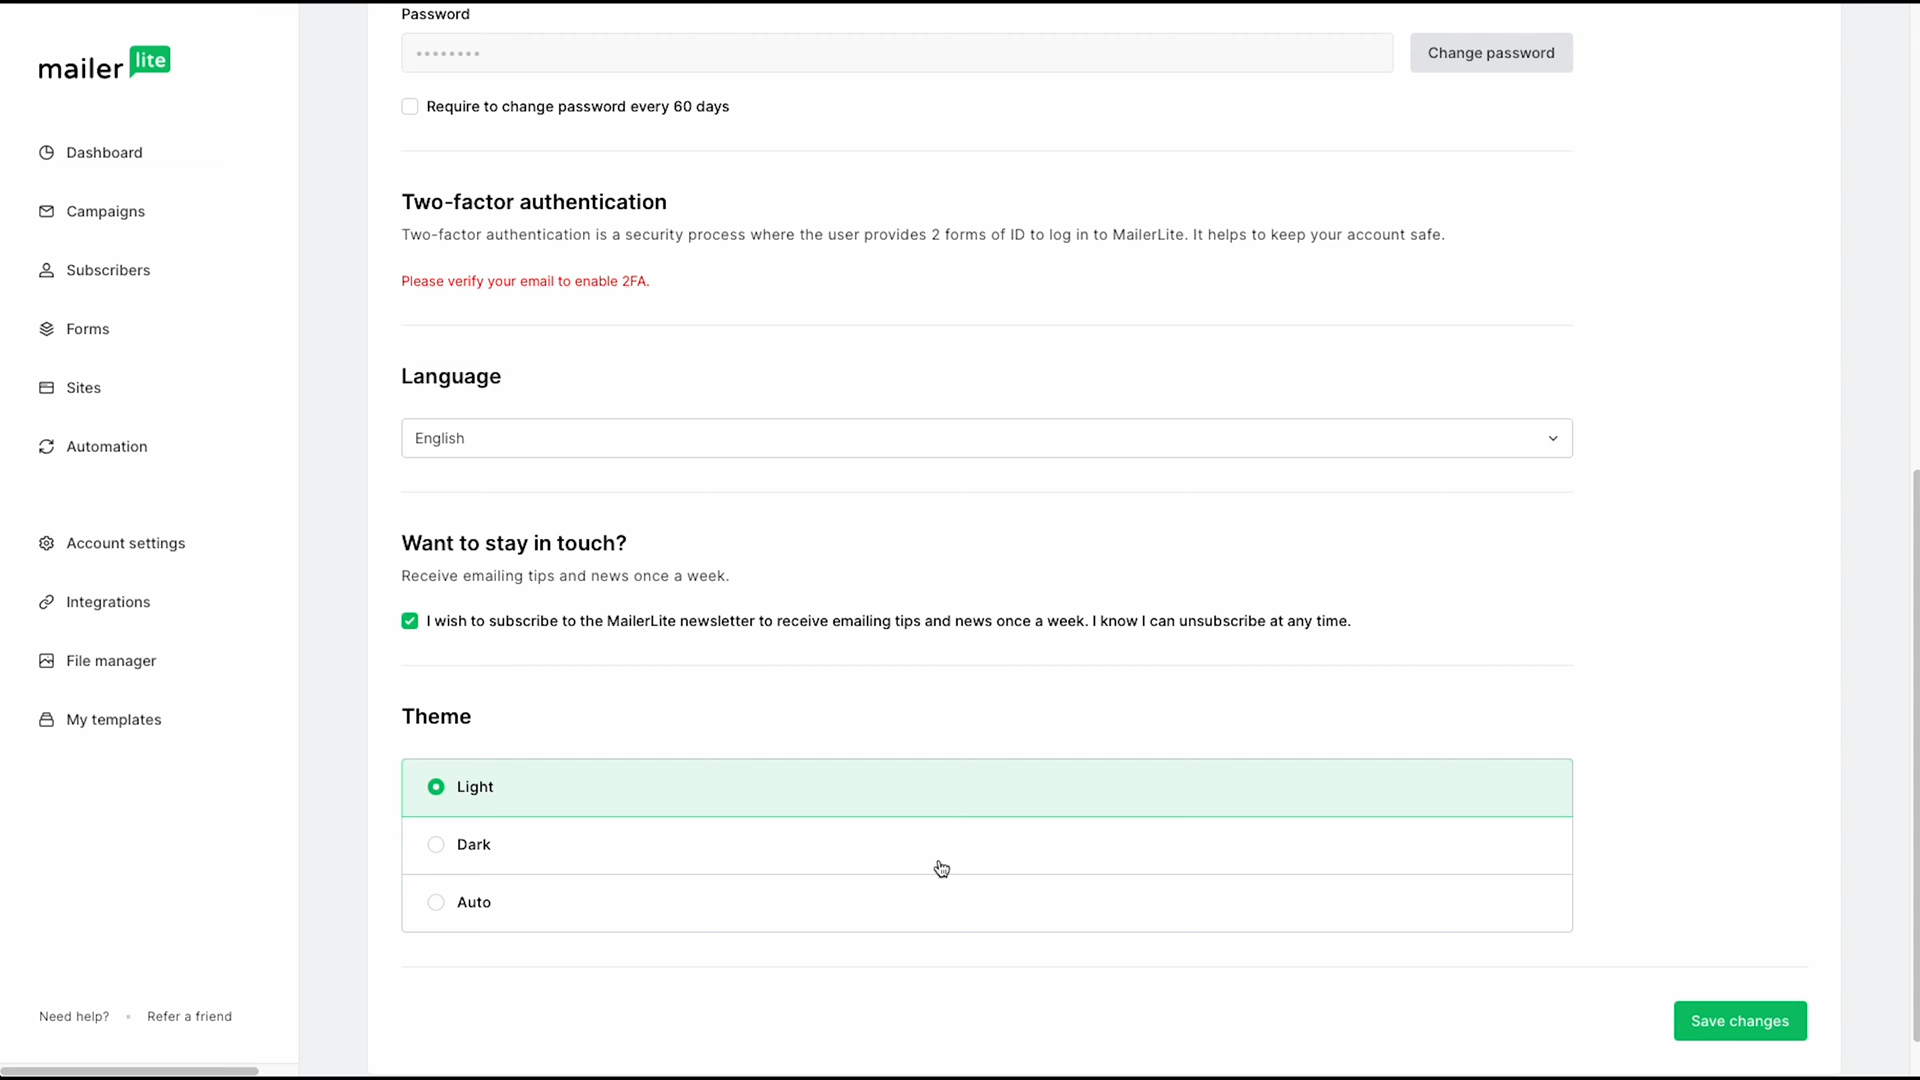 mailer lite
Dashboard
Campaigns
Subscribers
Forms
Sites
Automation
Account settings
Integrations
File manager
My templates
Need help? • Refer a friend
Password
••••••••
Change password
Require to change password every 60 days
Two-factor authentication
Two-factor authentication is a security process where the user provides 2 forms of ID to log in to MailerLite. It helps to keep your account safe.
Please verify your email to enable 2FA.
Language
English
Want to stay in touch?
Receive emailing tips and news once a week.
I wish to subscribe to the MailerLite newsletter to receive emailing tips and news once a week. I know I can unsubscribe at any time.
Theme
Light
Dark
Auto
Save changes